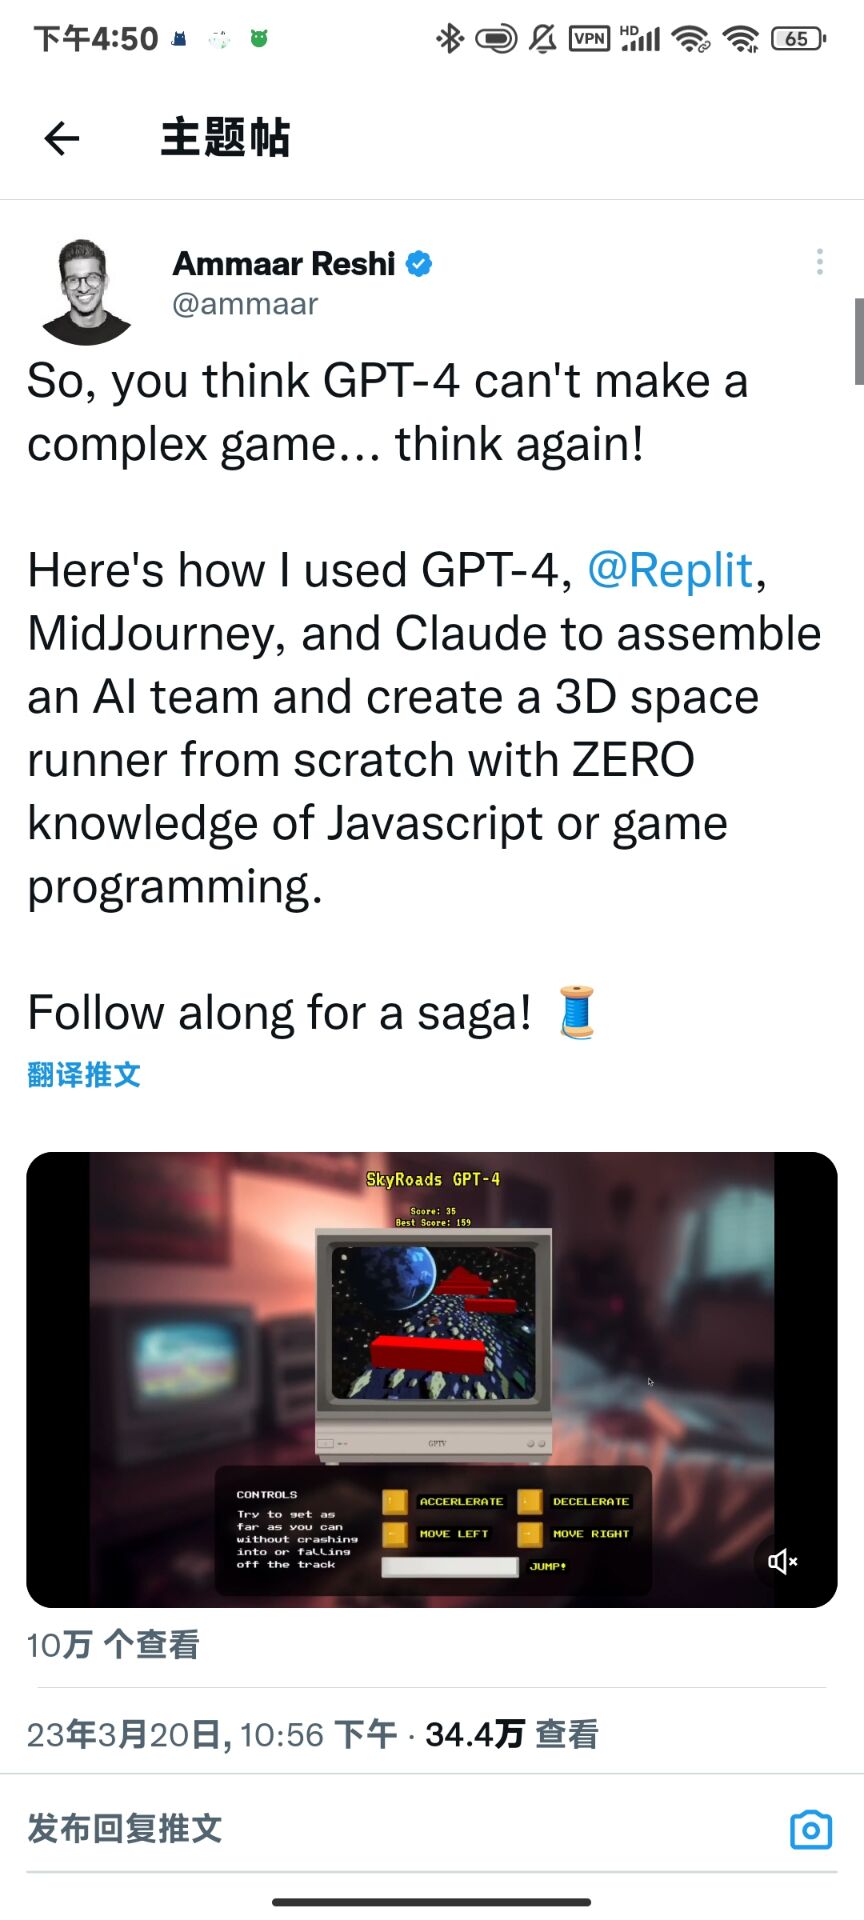 下午4:50
VPN
HD
65
主题帖
Ammaar Reshi
@ammaar
So, you think GPT-4 can't make a
complex game... think again!
Here's how I used GPT-4, @Replit,
MidJourney, and Claude to assemble
an AI team and create a 3D space
runner from scratch with ZERO
knowledge of Javascript or game
programming.
Follow along for a saga! 🧵
翻译推文
SkyRoads GPT-4
Score: 35
Best Score: 159
GPTV
CONTROLS
Try to get as
far as you can
without crashing
into or falling
off the track
ACCERLERATE
DECELERATE
MOVE LEFT
MOVE RIGHT
JUMP!
10万 个查看
23年3月20日, 10:56 下午 · 34.4万 查看
发布回复推文